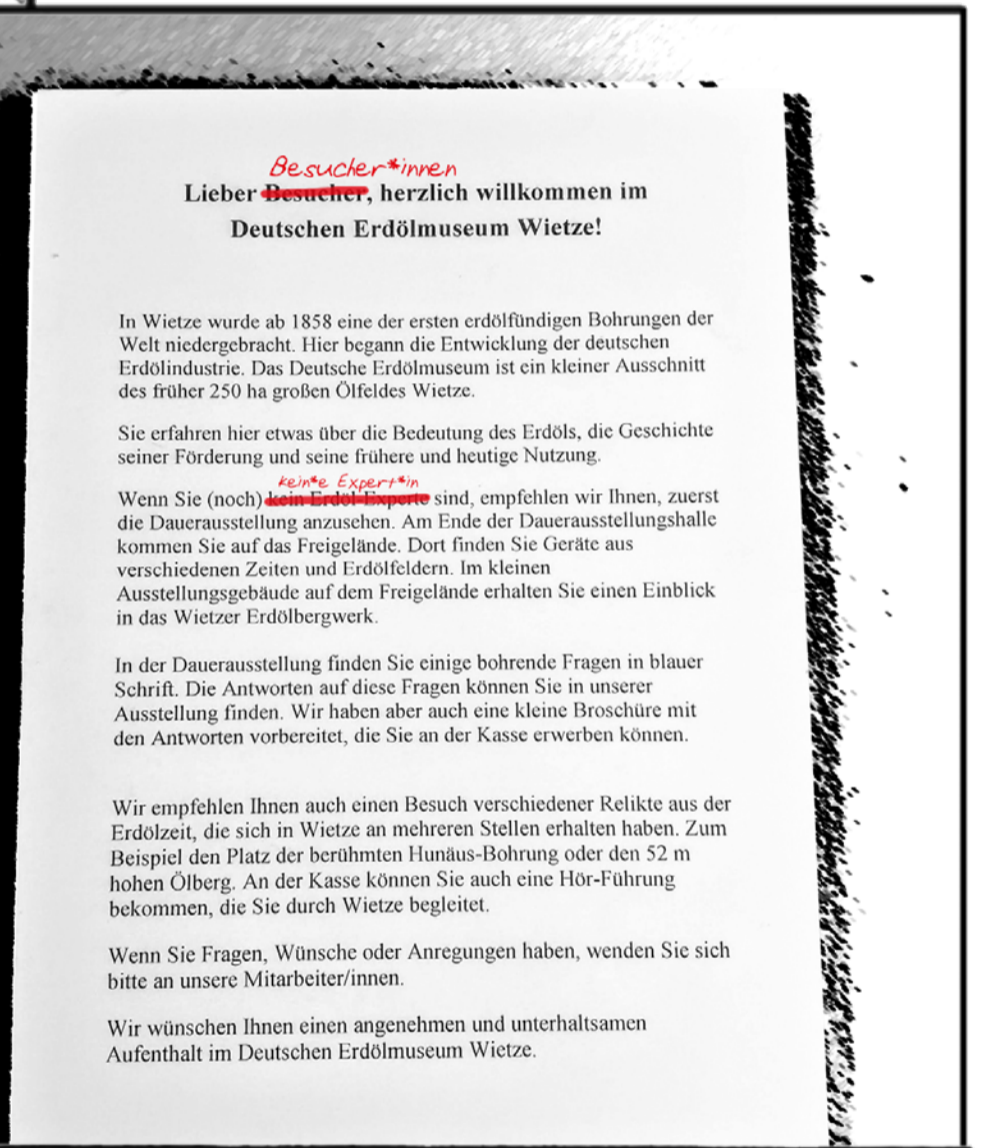 Besucher*innen
Lieber Besucher, herzlich willkommen im
Deutschen Erdölmuseum Wietze!
In Wietze wurde ab 1858 eine der ersten erdölfündigen Bohrungen der
Welt niedergebracht. Hier begann die Entwicklung der deutschen
Erdölindustrie. Das Deutsche Erdölmuseum ist ein kleiner Ausschnitt
des früher 250 ha großen Ölfeldes Wietze.
Sie erfahren hier etwas über die Bedeutung des Erdöls, die Geschichte
seiner Förderung und seine frühere und heutige Nutzung.
kein*e Expert*in
Wenn Sie (noch) kein Erdöl-Experte sind, empfehlen wir Ihnen, zuerst
die Dauerausstellung anzusehen. Am Ende der Dauerausstellungshalle
kommen Sie auf das Freigelände. Dort finden Sie Geräte aus
verschiedenen Zeiten und Erdölfeldern. Im kleinen
Ausstellungsgebäude auf dem Freigelände erhalten Sie einen Einblick
in das Wietzer Erdölbergwerk.
In der Dauerausstellung finden Sie einige bohrende Fragen in blauer
Schrift. Die Antworten auf diese Fragen können Sie in unserer
Ausstellung finden. Wir haben aber auch eine kleine Broschüre mit
den Antworten vorbereitet, die Sie an der Kasse erwerben können.
Wir empfehlen Ihnen auch einen Besuch verschiedener Relikte aus der
Erdölzeit, die sich in Wietze an mehreren Stellen erhalten haben. Zum
Beispiel den Platz der berühmten Hunäus-Bohrung oder den 52 m
hohen Ölberg. An der Kasse können Sie auch eine Hör-Führung
bekommen, die Sie durch Wietze begleitet.
Wenn Sie Fragen, Wünsche oder Anregungen haben, wenden Sie sich
bitte an unsere Mitarbeiter/innen.
Wir wünschen Ihnen einen angenehmen und unterhaltsamen
Aufenthalt im Deutschen Erdölmuseum Wietze.